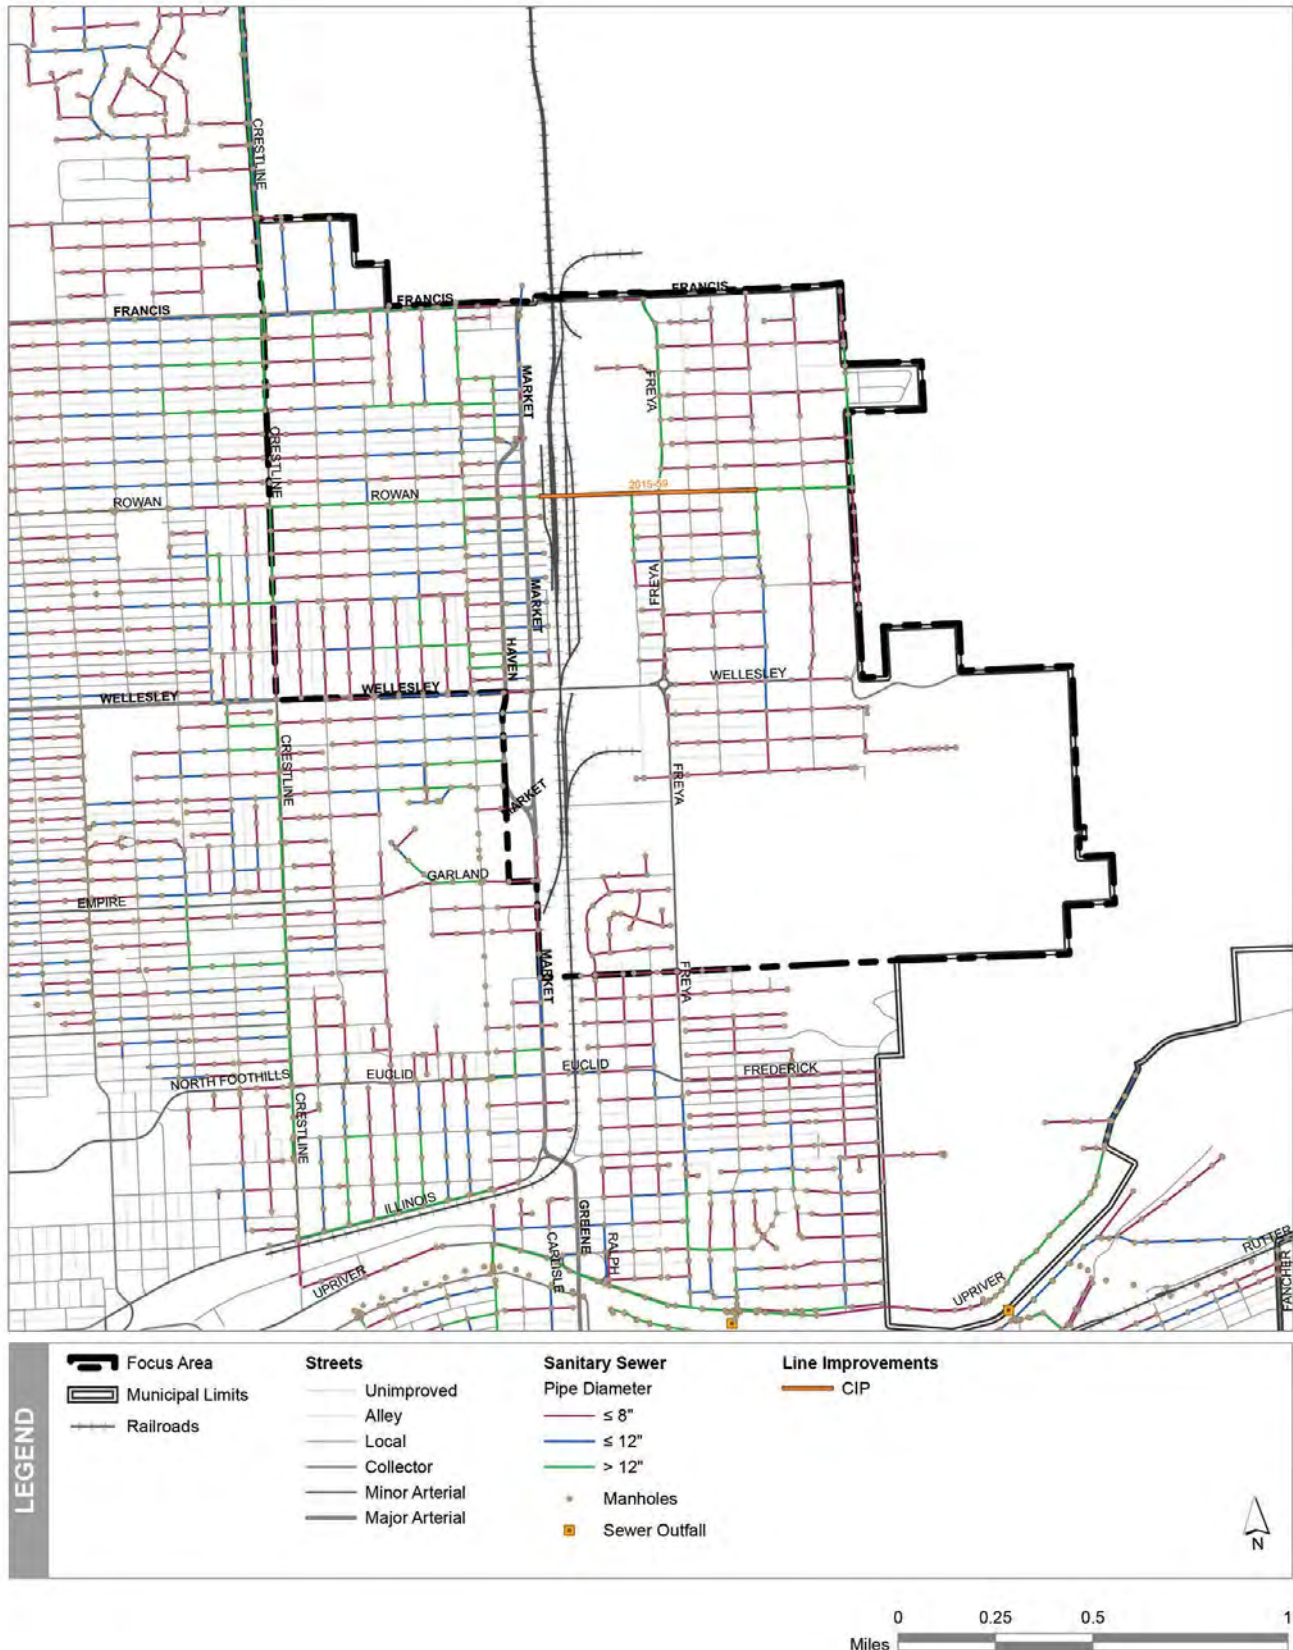 CRESTLINE
FRANCIS
FRANCIS
FRANCIS
MARKET
FREYA
CRESTLINE
2015-59
ROWAN
ROWAN
FREYA
MARKET
HAVEN
WELLESLEY
WELLESLEY
WELLESLEY
CRESTLINE
FREYA
MARKET
GARLAND
EMPIRE
MARKET
FREYA
EUCLID
FREDERICK
NORTH FOOTHILLS
EUCLID
CRESTLINE
ILLINOIS
GREENE
RALPH
CARLISLE
UPRIVER
UPRIVER
RUTTER
FANCHER
LEGEND
Focus Area
Municipal Limits
Railroads
Streets
Unimproved
Alley
Local
Collector
Minor Arterial
Major Arterial
Sanitary Sewer
Pipe Diameter
≤ 8"
≤ 12"
> 12"
Manholes
Sewer Outfall
Line Improvements
CIP
N
0 0.25 0.5 1
Miles